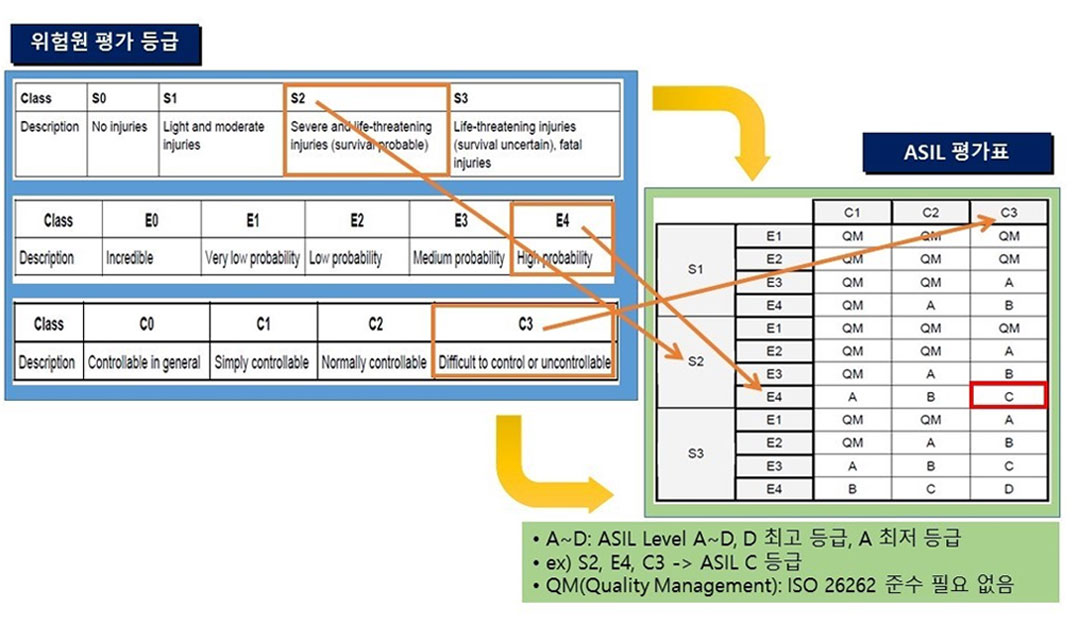 위험원 평가 등급
Class S0 S1 S2 S3
Description No injuries Light and moderate injuries Severe and life-threatening injuries (survival probable) Life-threatening injuries (survival uncertain), fatal injuries
Class E0 E1 E2 E3 E4
Description Incredible Very low probability Low probability Medium probability High probability
Class C0 C1 C2 C3
Description Controllable in general Simply controllable Normally controllable Difficult to control or uncontrollable
ASIL 평가표
C1 C2 C3
S1 E1 QM QM QM
E2 QM QM QM
E3 QM QM A
E4 QM A B
S2 E1 QM QM QM
E2 QM QM A
E3 QM A B
E4 A B C
S3 E1 QM QM A
E2 QM A B
E3 A B C
E4 B C D
• A~D: ASIL Level A~D, D 최고 등급, A 최저 등급
• ex) S2, E4, C3 -> ASIL C 등급
• QM(Quality Management): ISO 26262 준수 필요 없음